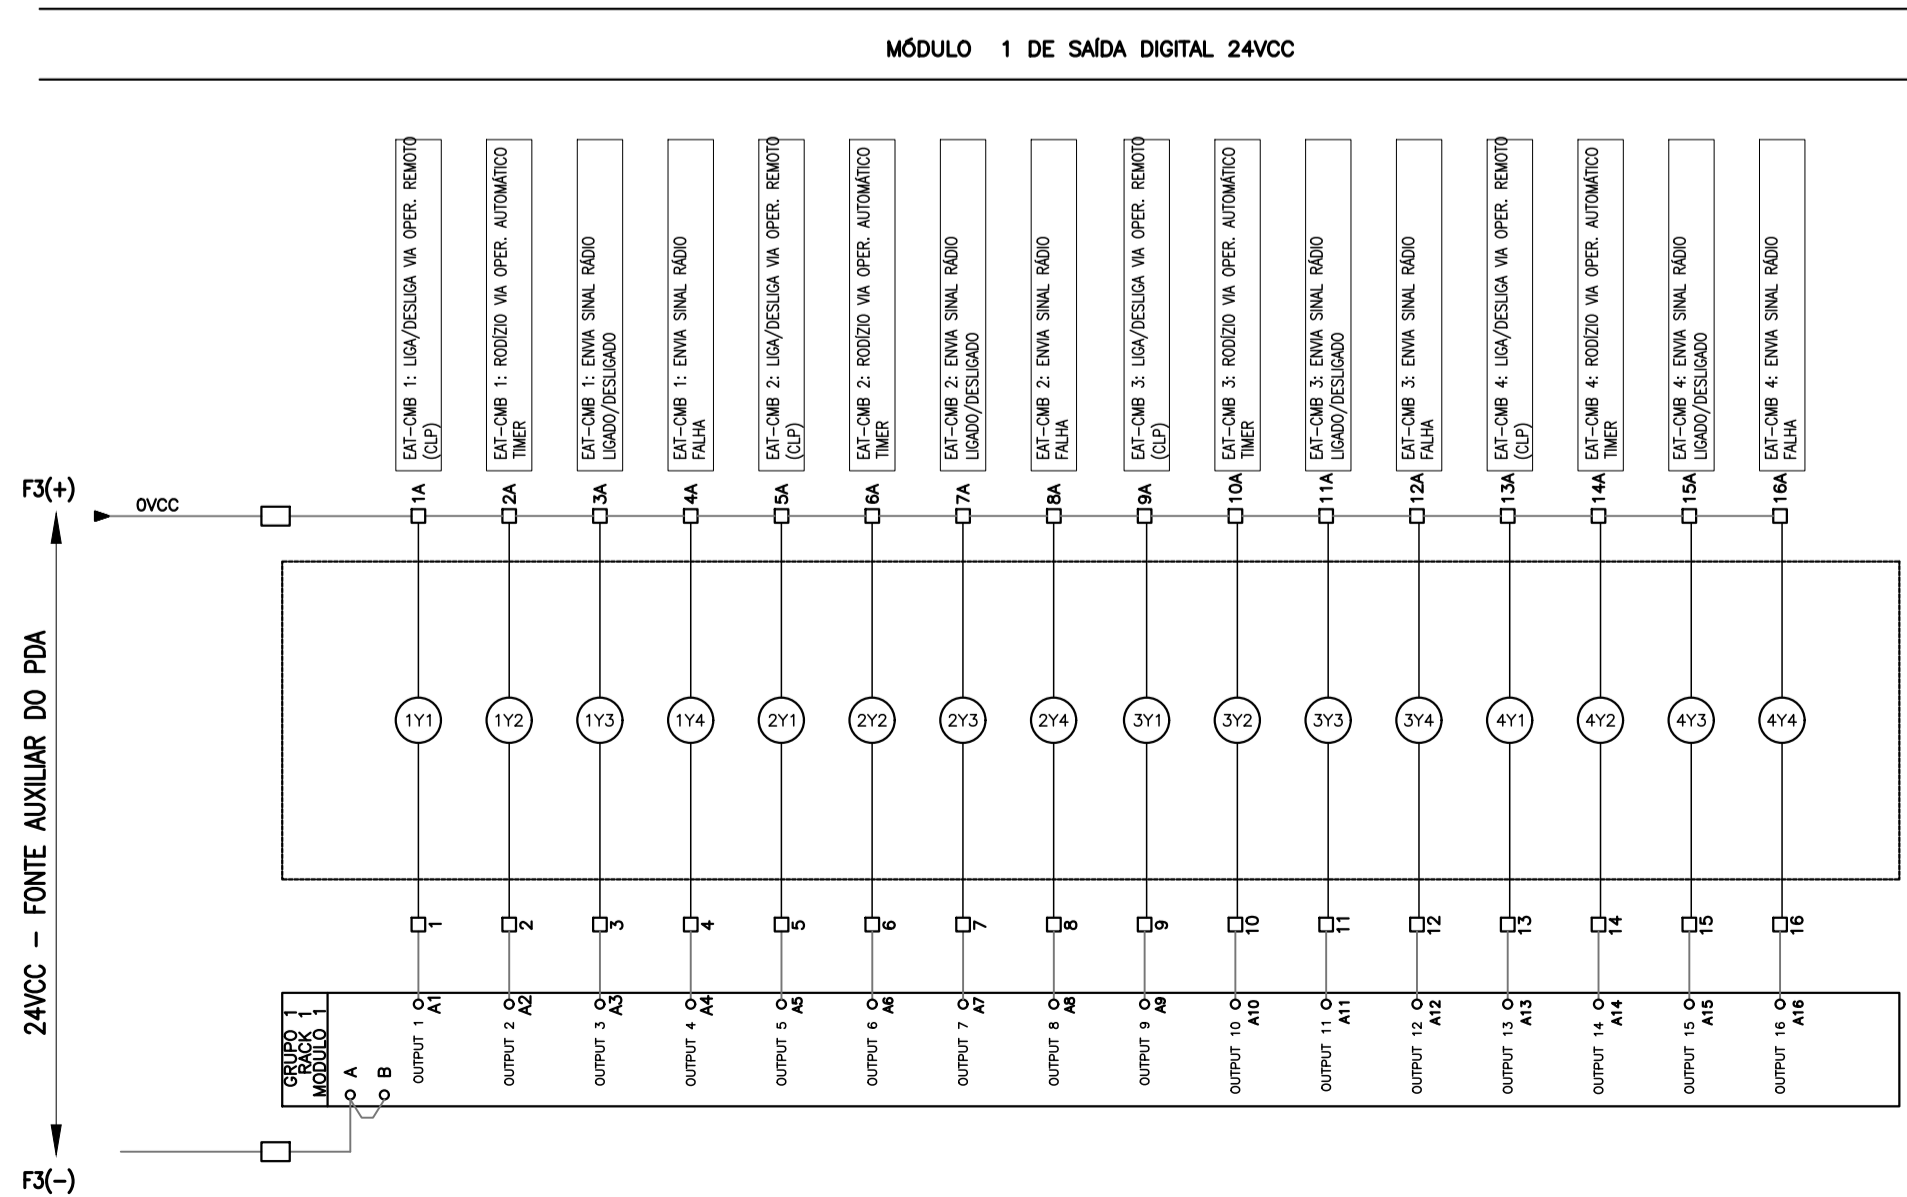 MÓDULO 1 DE SAÍDA DIGITAL 24VCC
EAT-CMB 1: LIGA/DESLIGA VIA OPER. REMOTO
(CLP)
EAT-CMB 1: RODÍZIO VIA OPER. AUTOMÁTICO
TIMER
EAT-CMB 1: ENVIA SINAL RÁDIO
LIGADO/DESLIGADO
EAT-CMB 1: ENVIA SINAL RÁDIO
FALHA
EAT-CMB 2: LIGA/DESLIGA VIA OPER. REMOTO
(CLP)
EAT-CMB 2: RODÍZIO VIA OPER. AUTOMÁTICO
TIMER
EAT-CMB 2: ENVIA SINAL RÁDIO
LIGADO/DESLIGADO
EAT-CMB 2: ENVIA SINAL RÁDIO
FALHA
EAT-CMB 3: LIGA/DESLIGA VIA OPER. REMOTO
(CLP)
EAT-CMB 3: RODÍZIO VIA OPER. AUTOMÁTICO
TIMER
EAT-CMB 3: ENVIA SINAL RÁDIO
LIGADO/DESLIGADO
EAT-CMB 3: ENVIA SINAL RÁDIO
FALHA
EAT-CMB 4: LIGA/DESLIGA VIA OPER. REMOTO
(CLP)
EAT-CMB 4: RODÍZIO VIA OPER. AUTOMÁTICO
TIMER
EAT-CMB 4: ENVIA SINAL RÁDIO
LIGADO/DESLIGADO
EAT-CMB 4: ENVIA SINAL RÁDIO
FALHA
F3(+)
0VCC
1A 2A 3A 4A 5A 6A 7A 8A 9A 10A 11A 12A 13A 14A 15A 16A
24VCC - FONTE AUXILIAR DO PDA
1Y1 1Y2 1Y3 1Y4 2Y1 2Y2 2Y3 2Y4 3Y1 3Y2 3Y3 3Y4 4Y1 4Y2 4Y3 4Y4
1 2 3 4 5 6 7 8 9 10 11 12 13 14 15 16
GRUPO 1
RACK 1
MODULO 1
A
B
A1 A2 A3 A4 A5 A6 A7 A8 A9 A10 A11 A12 A13 A14 A15 A16
OUTPUT 1
OUTPUT 2
OUTPUT 3
OUTPUT 4
OUTPUT 5
OUTPUT 6
OUTPUT 7
OUTPUT 8
OUTPUT 9
OUTPUT 10
OUTPUT 11
OUTPUT 12
OUTPUT 13
OUTPUT 14
OUTPUT 15
OUTPUT 16
F3(-)